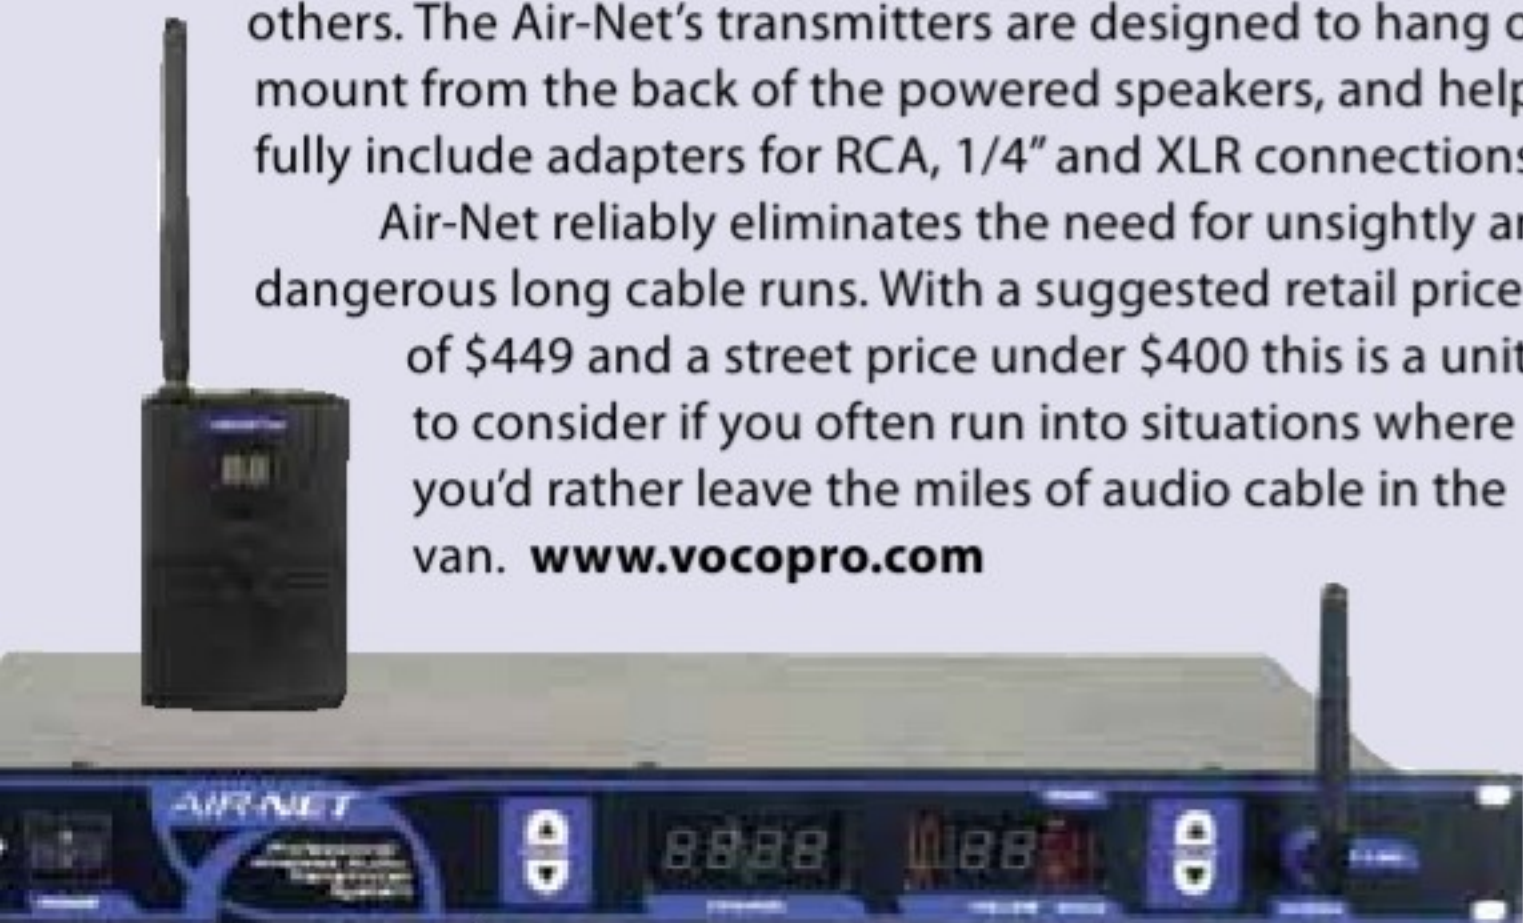 others. The Air-Net's transmitters are designed to hang
mount from the back of the powered speakers, and help
fully include adapters for RCA, 1/4" and XLR connections
Air-Net reliably eliminates the need for unsightly
dangerous long cable runs. With a suggested retail price
of $449 and a street price under $400 this is a unit
to consider if you often run into situations where
you'd rather leave the miles of audio cable in the
van. www.vocopro.com
AIR-NET